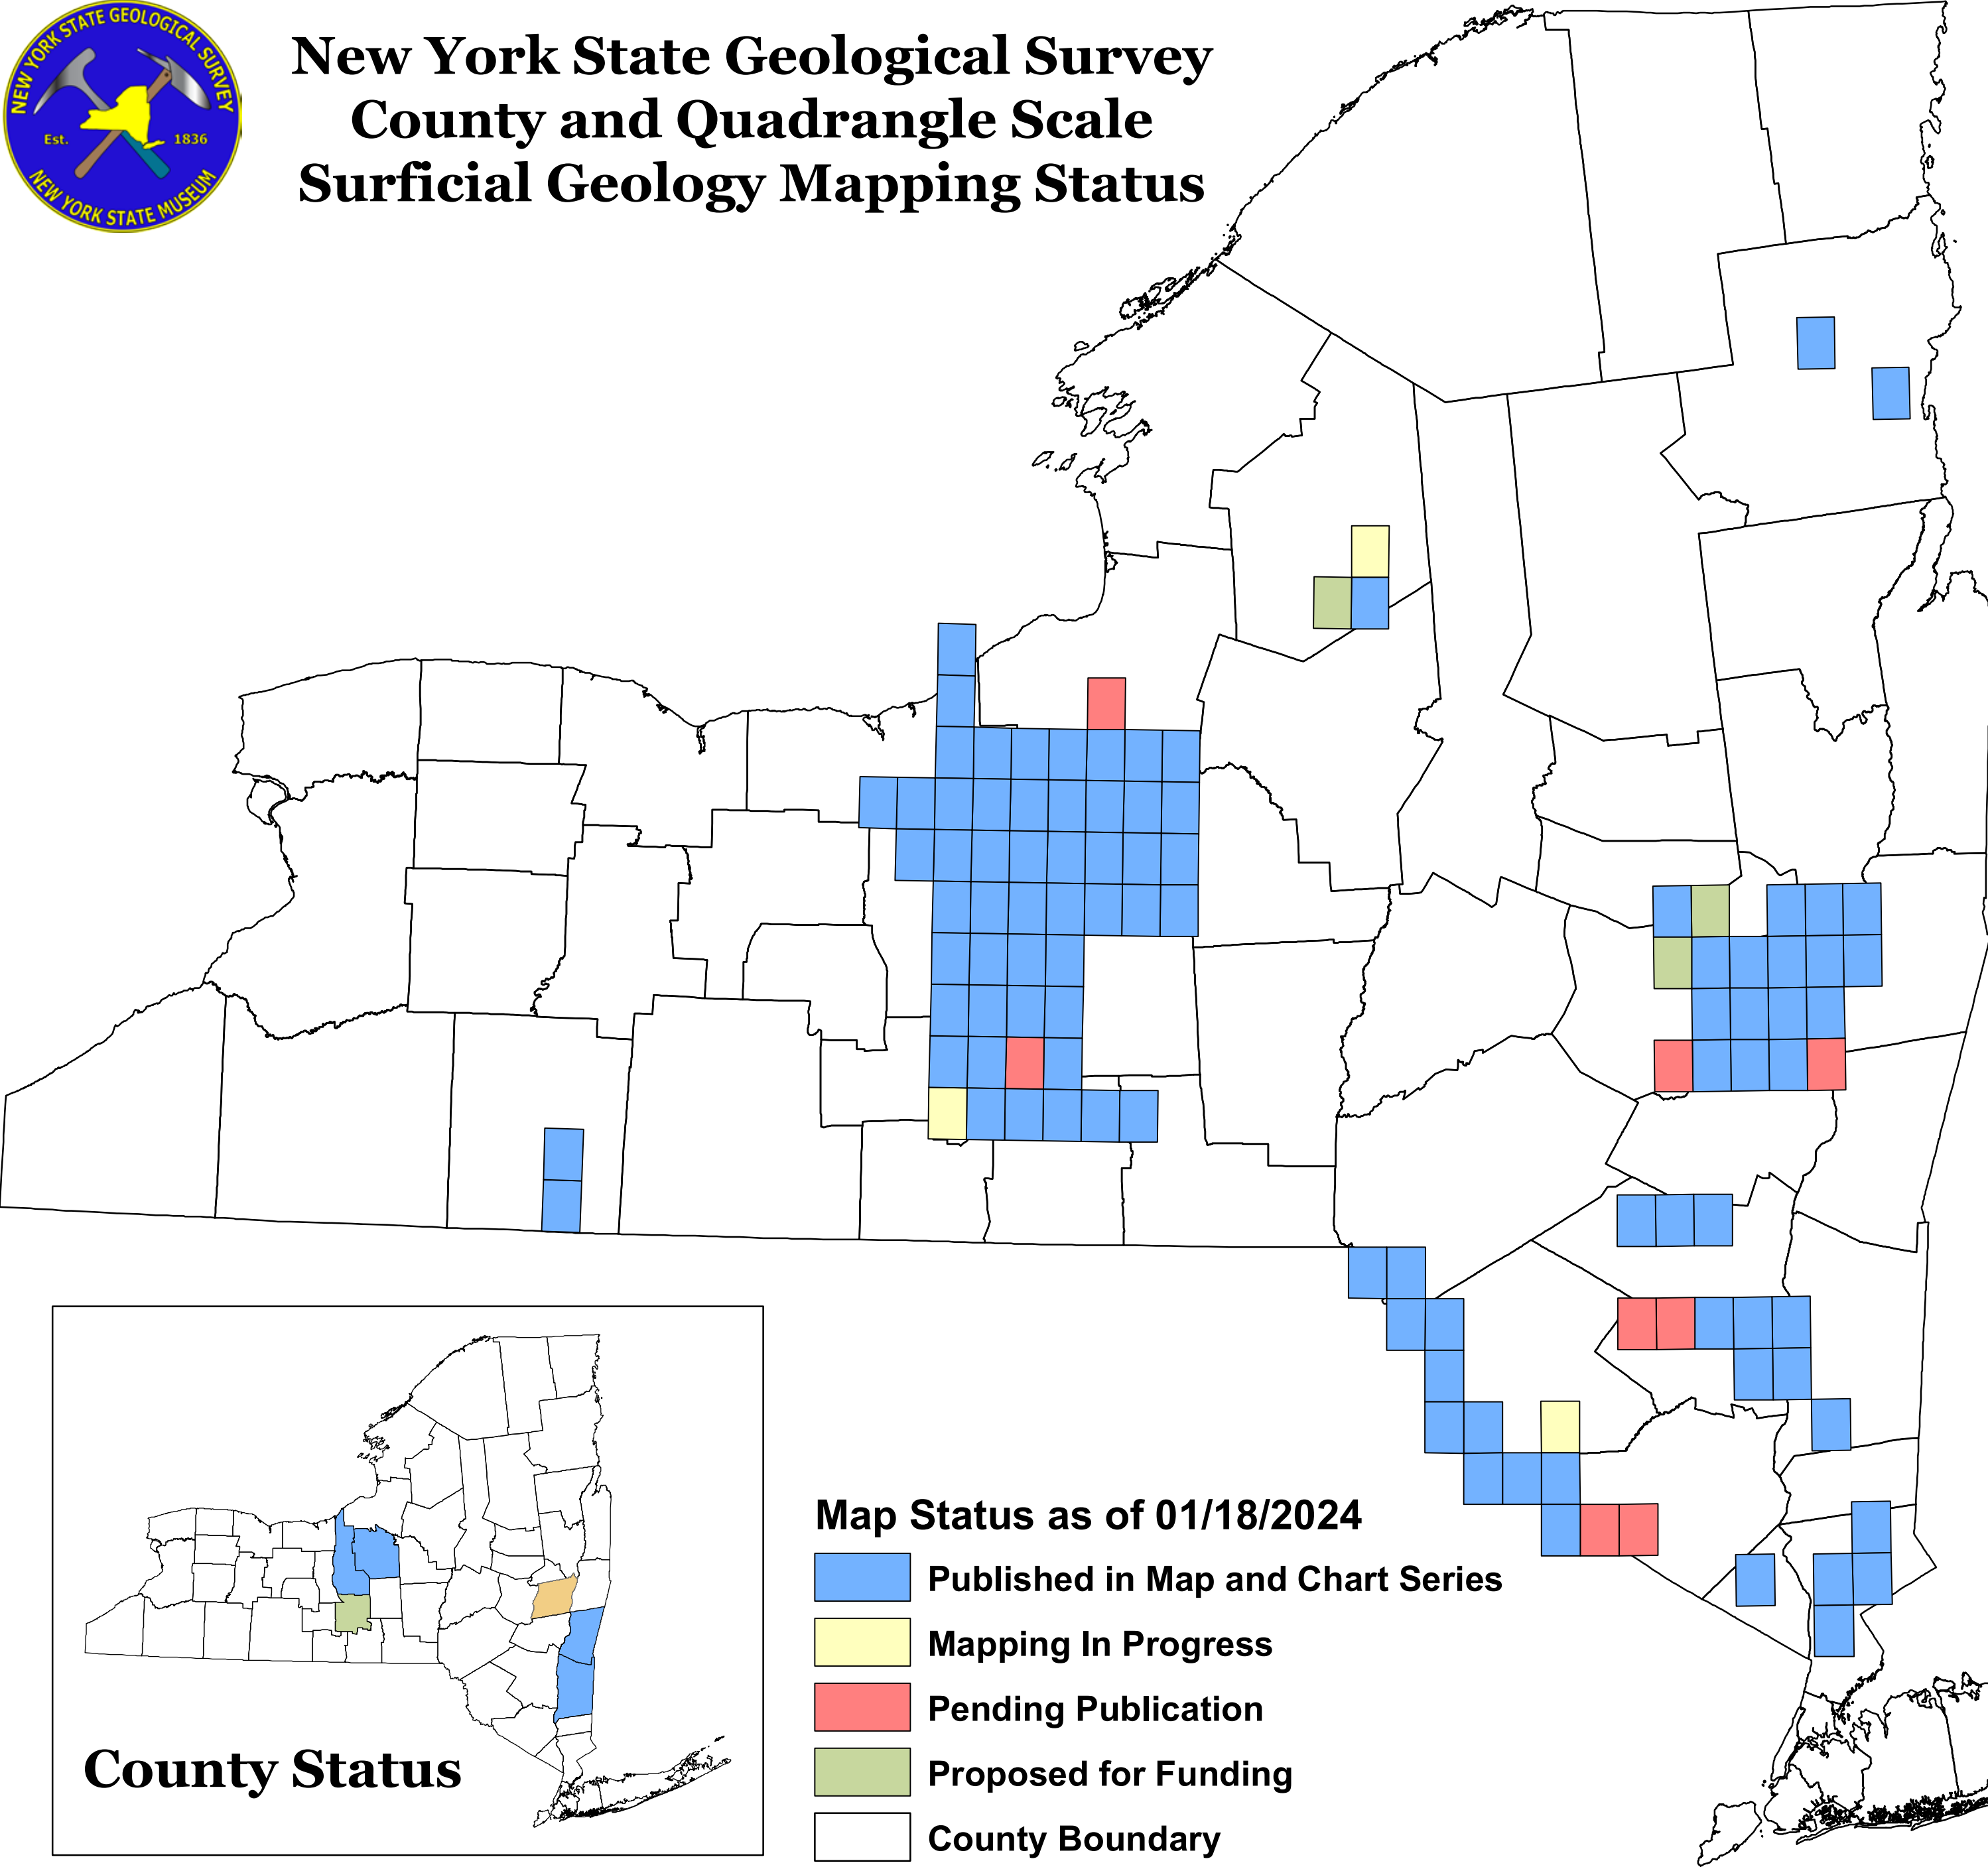 NEW YORK STATE GEOLOGICAL SURVEY
Est. 1836
NEW YORK STATE MUSEUM
New York State Geological Survey
County and Quadrangle Scale
Surficial Geology Mapping Status
County Status
Map Status as of 01/18/2024
Published in Map and Chart Series
Mapping In Progress
Pending Publication
Proposed for Funding
County Boundary